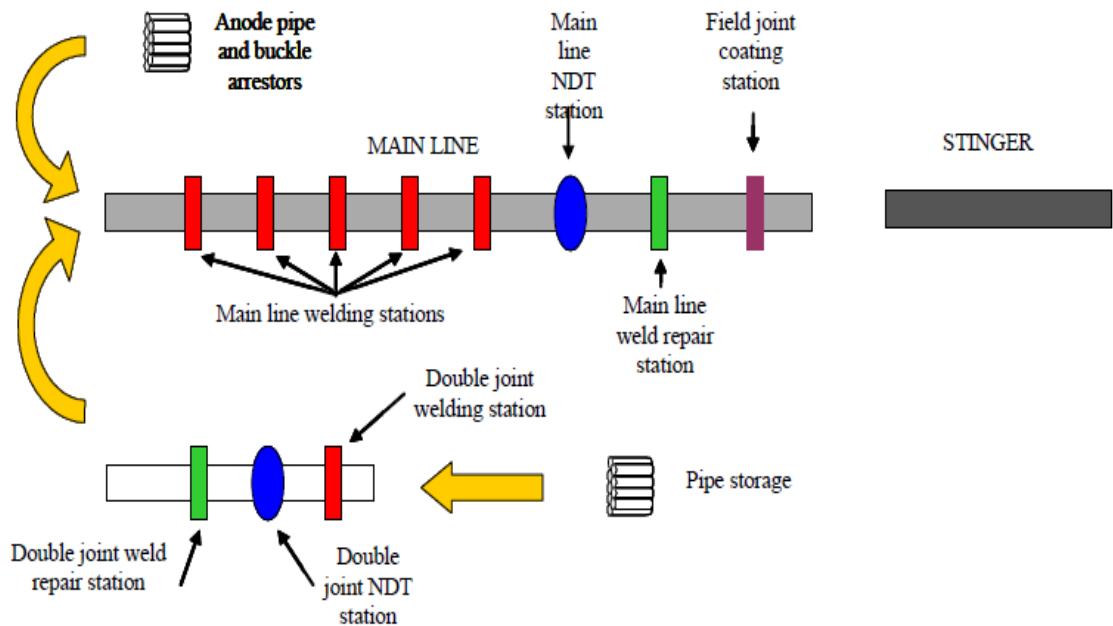 Anode pipe
and buckle
arrestors
Main
line
NDT
station
Field joint
coating
station
MAIN LINE
STINGER
Main line welding stations
Main line
weld repair
station
Double joint
welding station
Pipe storage
Double joint weld
repair station
Double
joint NDT
station